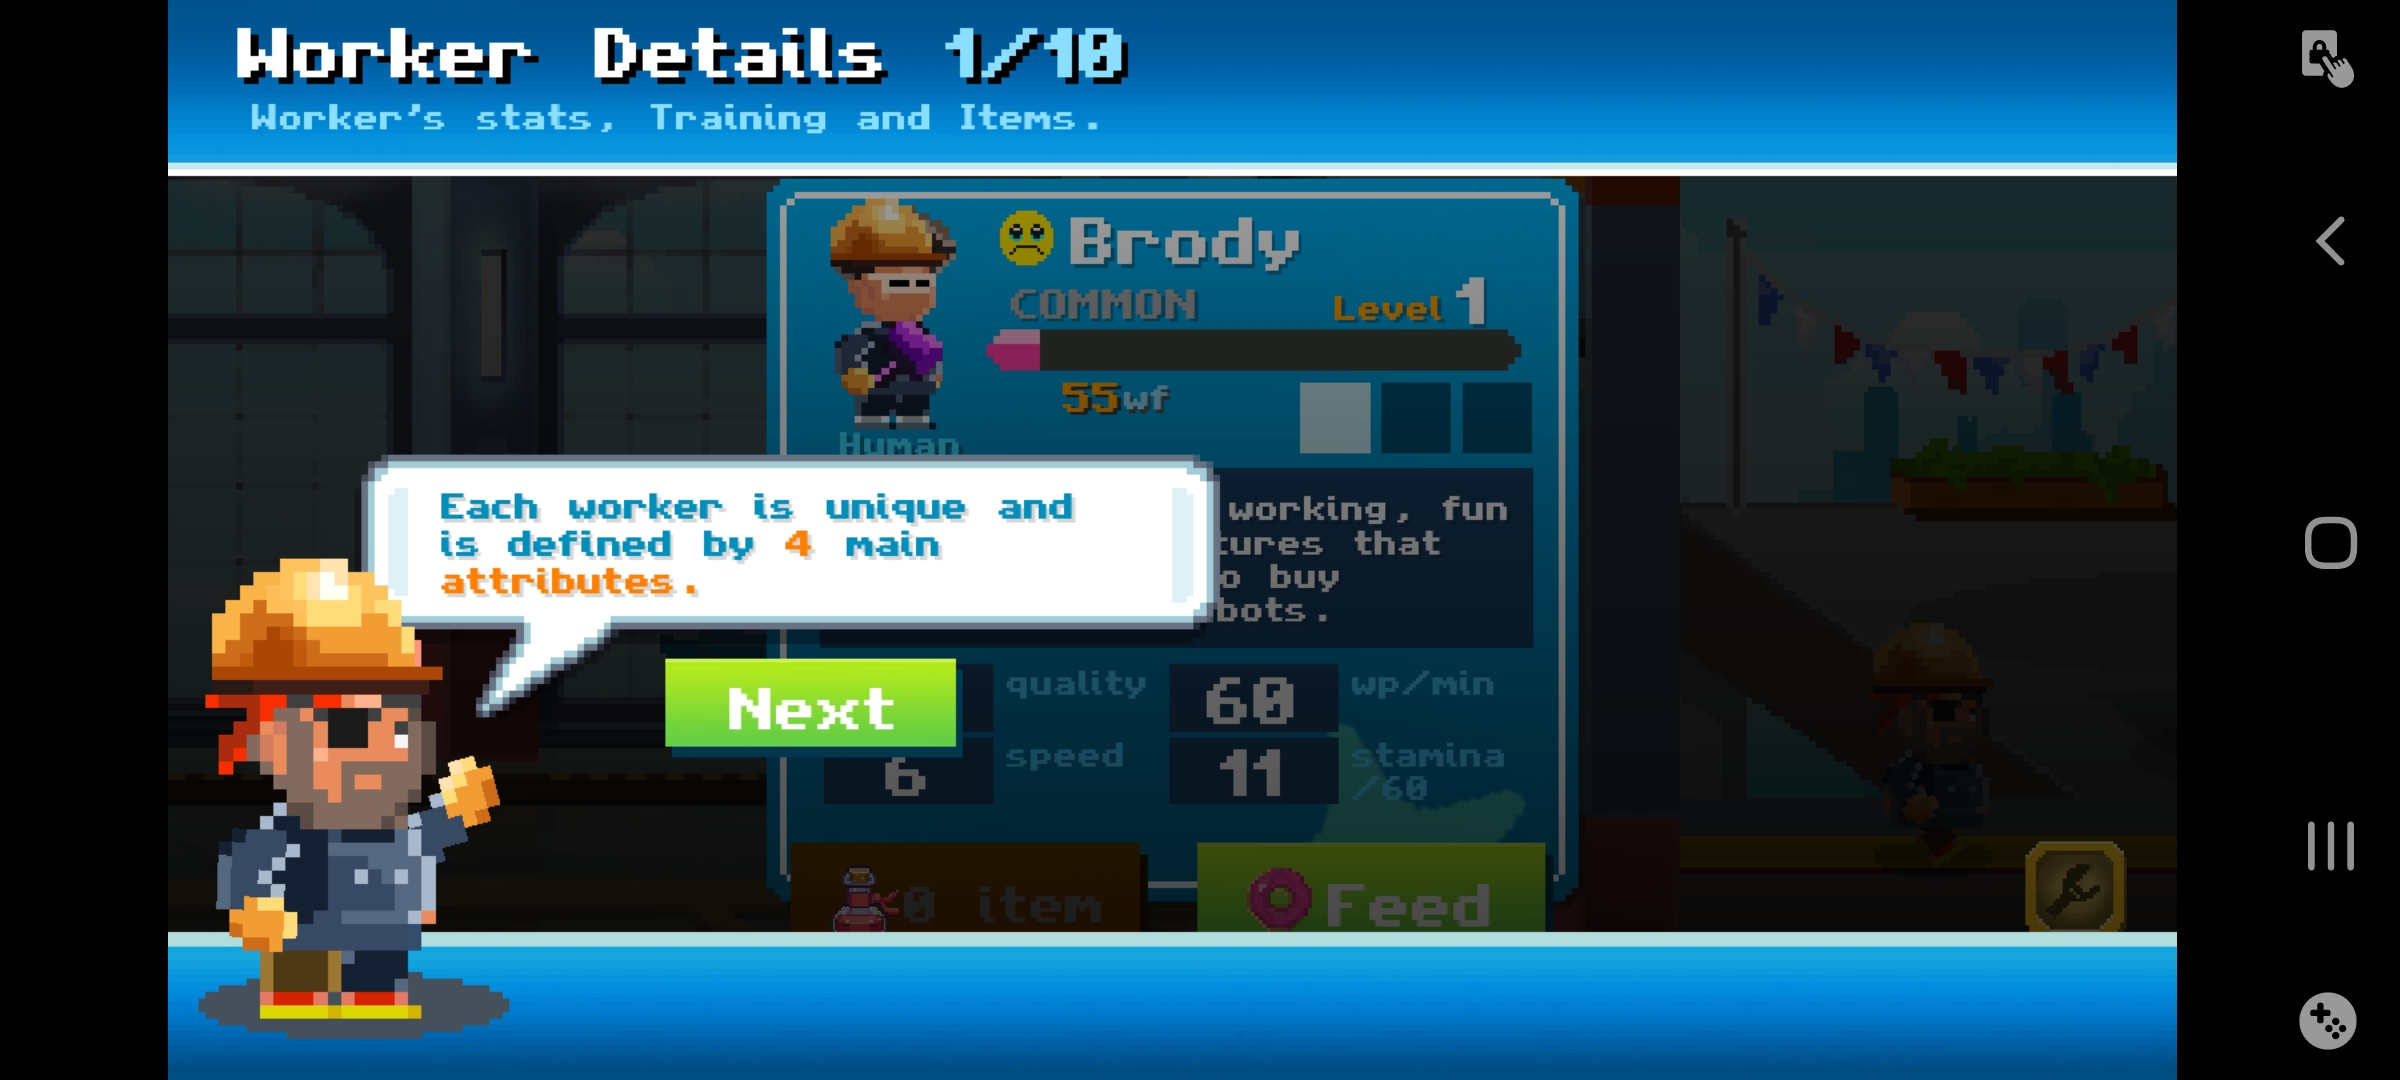 Worker Details 1/10
Worker's stats, Training and Items.
Brody
COMMON Level 1
55wf
Human
Each worker is unique and
is defined by 4 main
attributes.
working, fun
tures that
o buy
bots.
Next
quality 60 wp/min
6 speed 11 stamina
/60
0 item
Feed